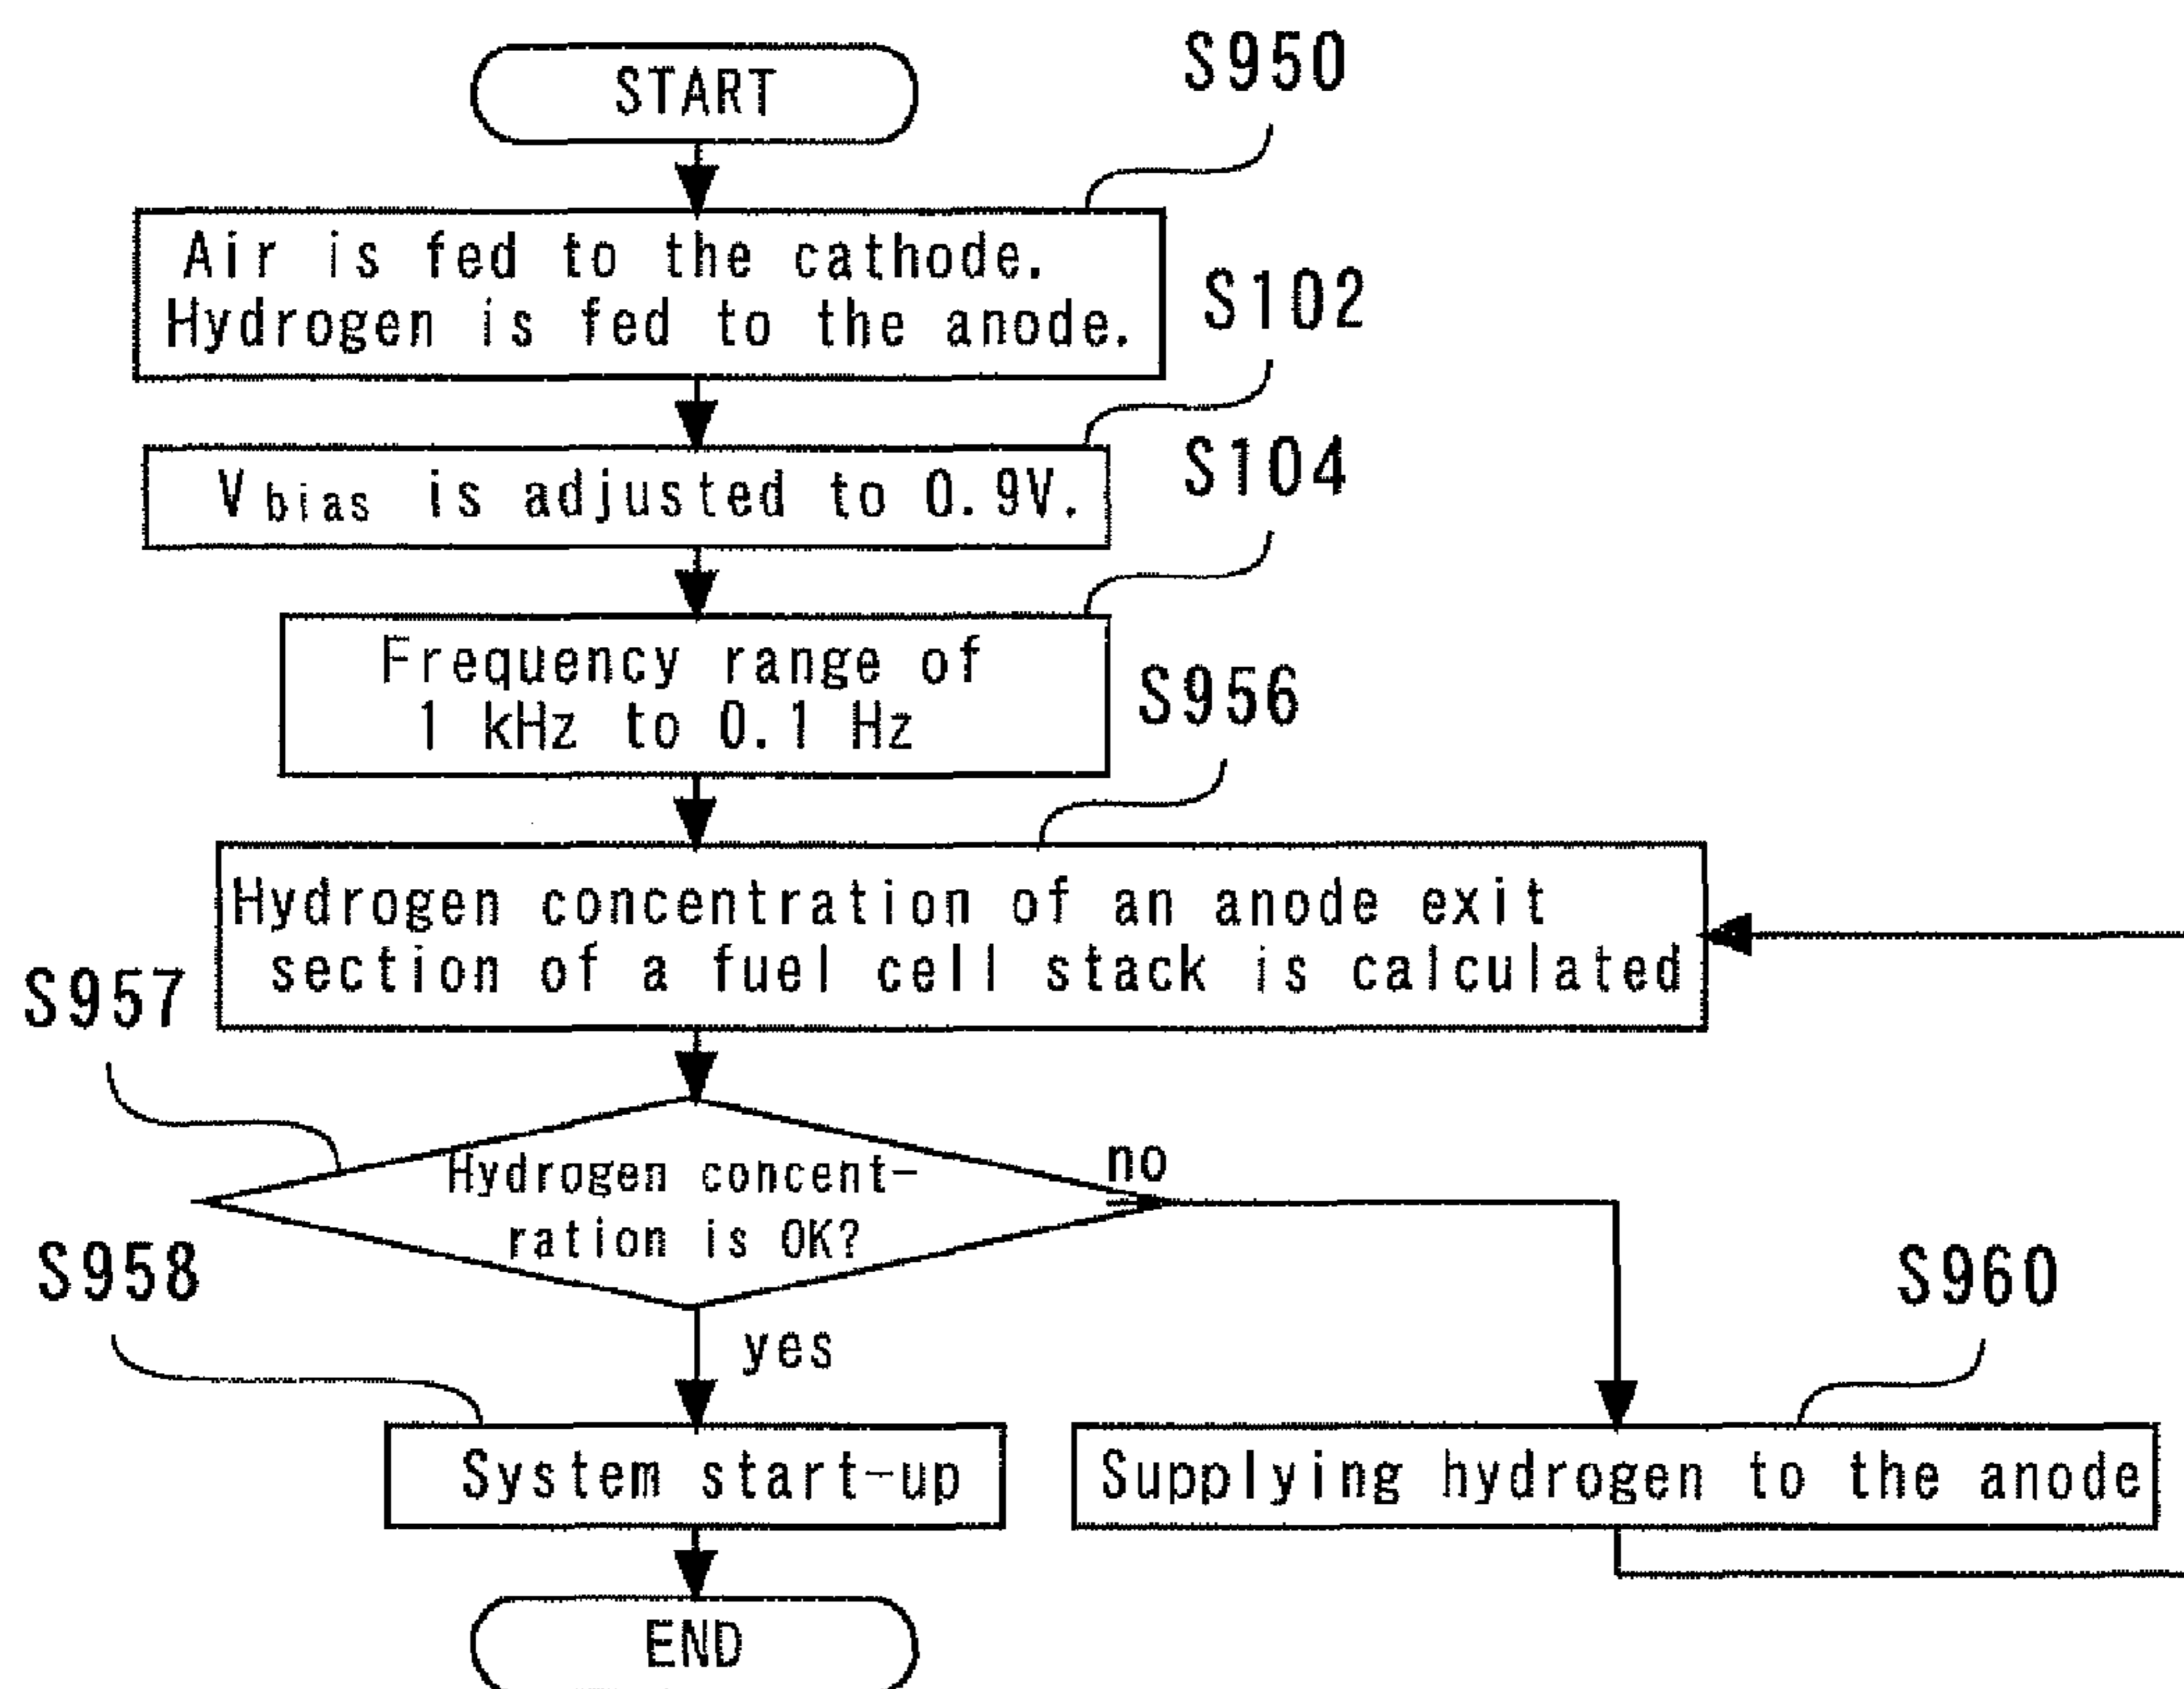 START
S950
Air is fed to the cathode.
Hydrogen is fed to the anode.
S102
Vbias is adjusted to 0.9V.
S104
Frequency range of
1 kHz to 0.1 Hz
S956
Hydrogen concentration of an anode exit
section of a fuel cell stack is calculated
S957
Hydrogen concent-
ration is OK?
no
yes
S958
System start-up
S960
Supplying hydrogen to the anode
END